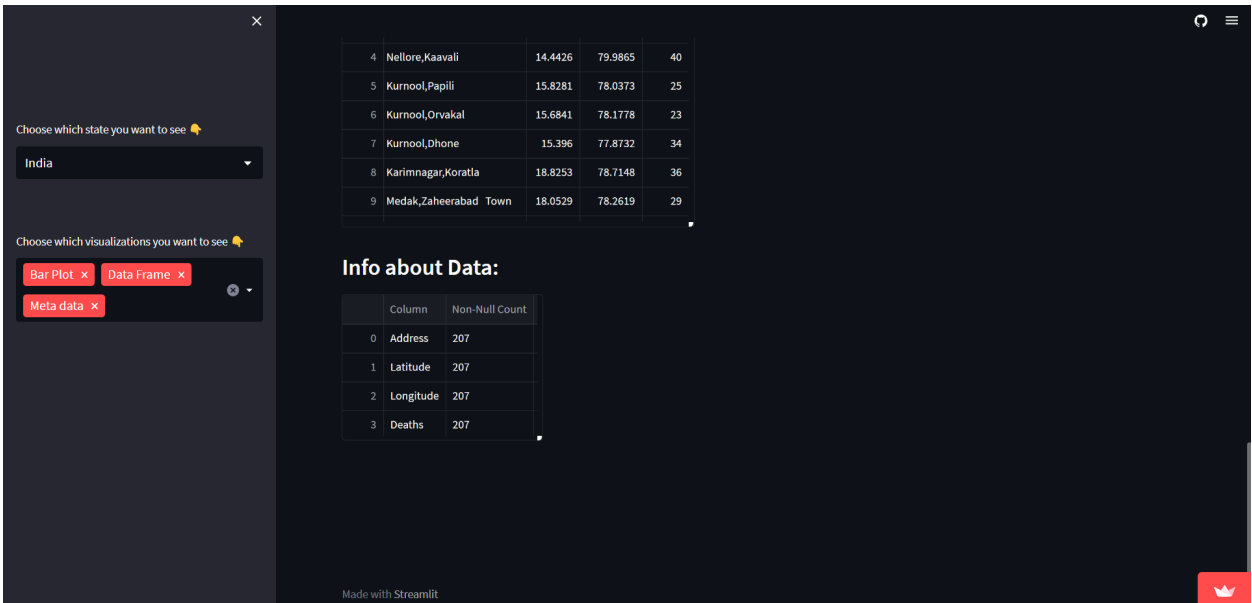 Choose which state you want to see 👇
India
Choose which visualizations you want to see 👇
Bar Plot × Data Frame ×
Meta data ×
4 Nellore,Kaavali 14.4426 79.9865 40
5 Kurnool,Papili 15.8281 78.0373 25
6 Kurnool,Orvakal 15.6841 78.1778 23
7 Kurnool,Dhone 15.396 77.8732 34
8 Karimnagar,Koratla 18.8253 78.7148 36
9 Medak,Zaheerabad Town 18.0529 78.2619 29
Info about Data:
Column Non-Null Count
0 Address 207
1 Latitude 207
2 Longitude 207
3 Deaths 207
Made with Streamlit